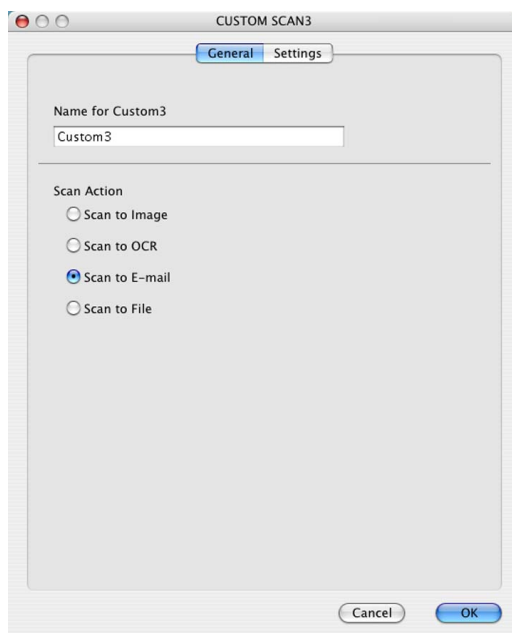 CUSTOM SCAN3
General Settings
Name for Custom3
Custom3
Scan Action
Scan to Image
Scan to OCR
Scan to E-mail
Scan to File
Cancel OK